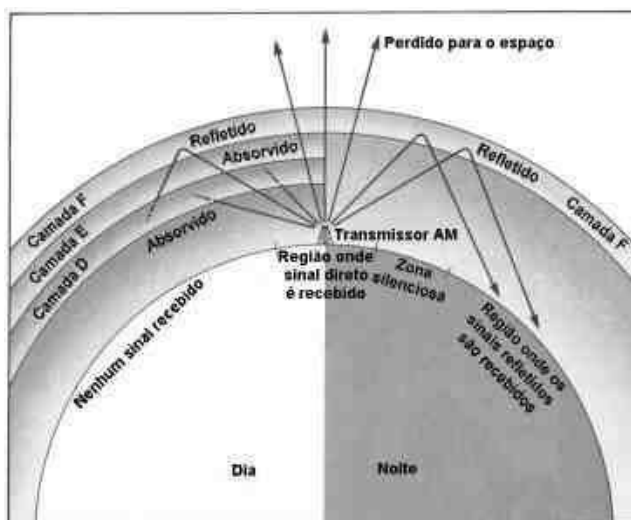 Perdido para o espaço
Refletido
Absorvido
Camada F
Camada E
Camada D
Absorvido
Refletido
Camada F
Transmissor AM
Região onde
sinal direto
é recebido
Zona
silenciosa
Nenhum sinal recebido
Região onde os
sinais refletidos
são recebidos
Dia
Noite